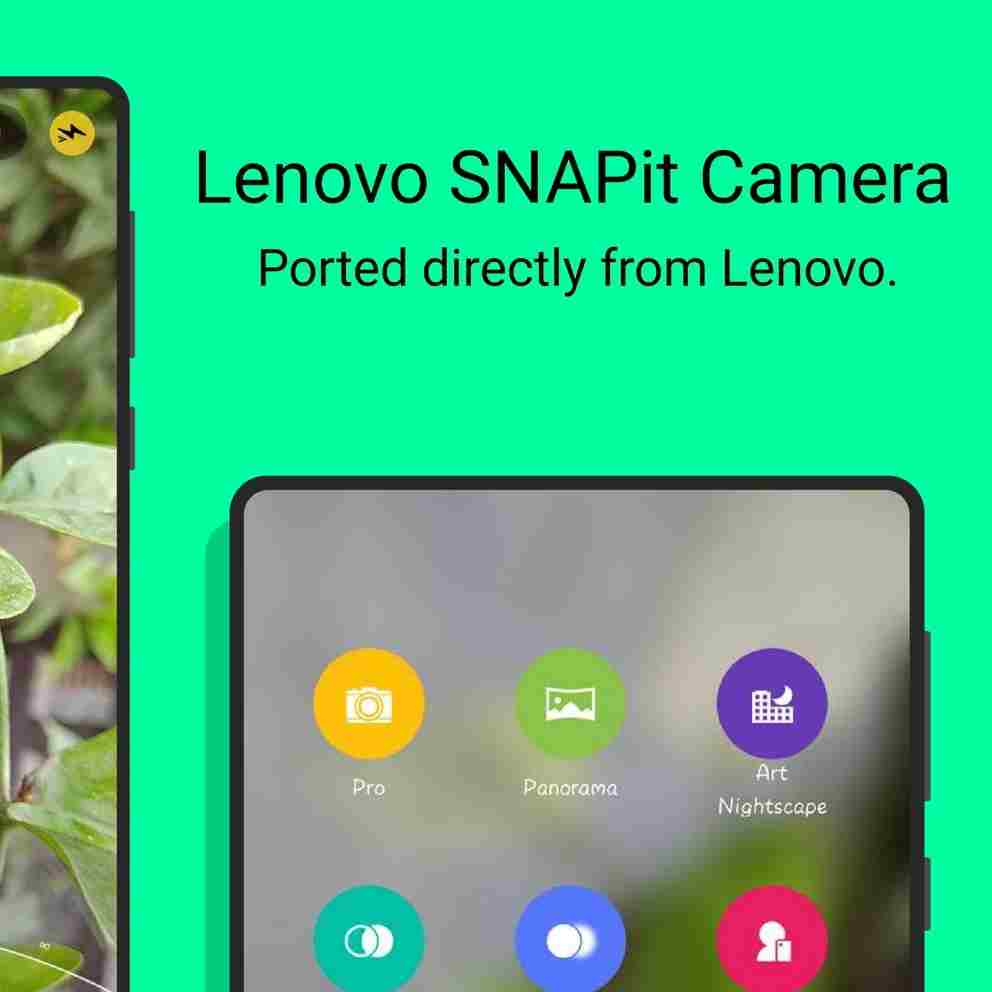 Lenovo SNAPit Camera
Ported directly from Lenovo.
Pro
Panorama
Art
Nightscape